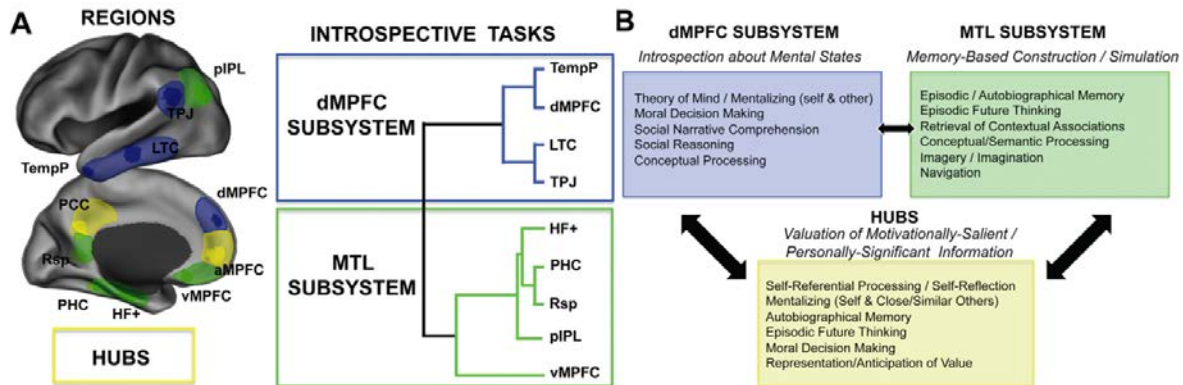 A
REGIONS
pIPL
TPJ
LTC
TempP
dMPFC
PCC
Rsp
aMPFC
vMPFC
PHC
HF+
HUBS
INTROSPECTIVE TASKS
dMPFC
SUBSYSTEM
TempP
dMPFC
LTC
TPJ
MTL
SUBSYSTEM
HF+
PHC
Rsp
pIPL
vMPFC
B
dMPFC SUBSYSTEM
Introspection about Mental States
Theory of Mind / Mentalizing (self & other)
Moral Decision Making
Social Narrative Comprehension
Social Reasoning
Conceptual Processing
MTL SUBSYSTEM
Memory-Based Construction / Simulation
Episodic / Autobiographical Memory
Episodic Future Thinking
Retrieval of Contextual Associations
Conceptual/Semantic Processing
Imagery / Imagination
Navigation
HUBS
Valuation of Motivationally-Salient /
Personally-Significant Information
Self-Referential Processing / Self-Reflection
Mentalizing (Self & Close/Similar Others)
Autobiographical Memory
Episodic Future Thinking
Moral Decision Making
Representation/Anticipation of Value